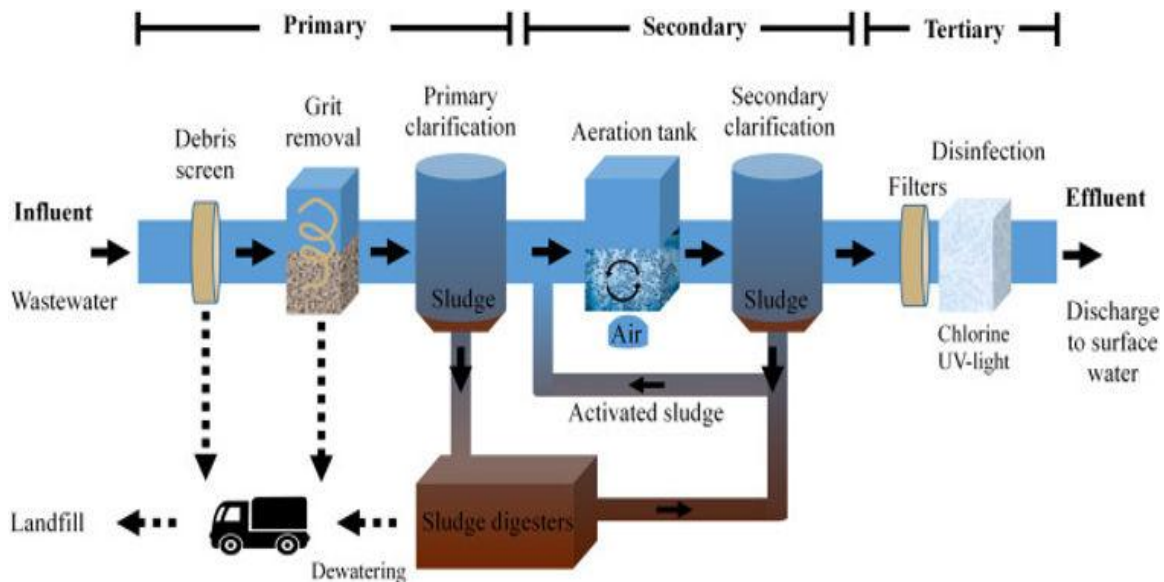 Primary
Secondary
Tertiary
Debris
screen
Grit
removal
Primary
clarification
Aeration tank
Secondary
clarification
Filters
Disinfection
Influent
Wastewater
Effluent
Discharge
to surface
water
Sludge
Air
Sludge
Chlorine
UV-light
Activated sludge
Sludge digesters
Landfill
Dewatering